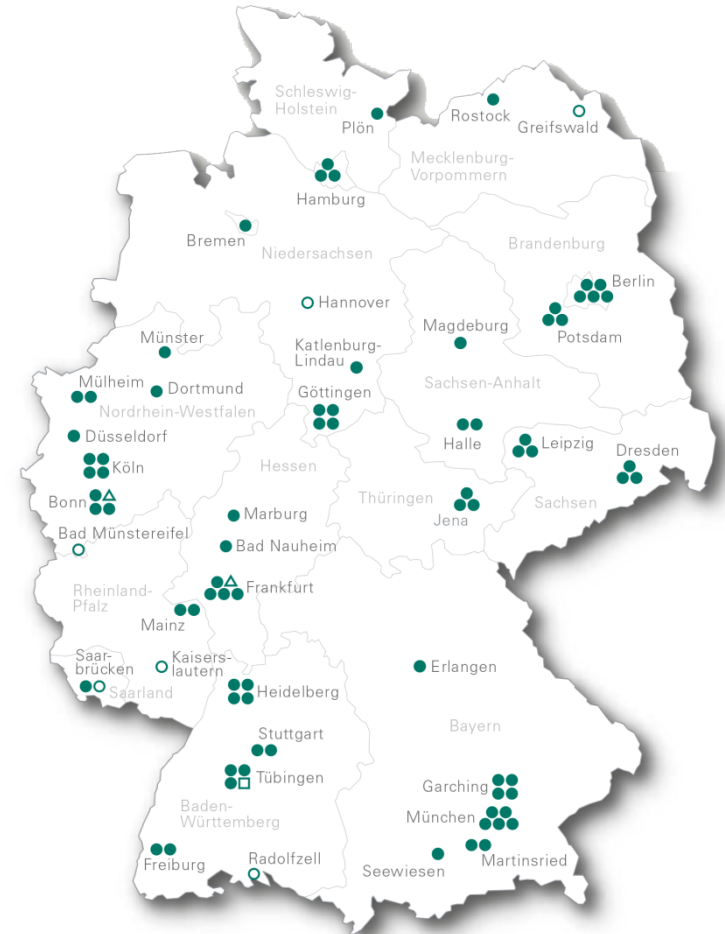 Schleswig-
Holstein
Plön
Rostock
Greifswald
Mecklenburg-
Vorpommern
Hamburg
Bremen
Niedersachsen
Brandenburg
Berlin
Hannover
Potsdam
Magdeburg
Münster
Katlenburg-
Lindau
Sachsen-Anhalt
Mülheim
Dortmund
Göttingen
Nordrhein-Westfalen
Düsseldorf
Halle
Leipzig
Dresden
Köln
Hessen
Thüringen
Sachsen
Bonn
Marburg
Jena
Bad Münstereifel
Bad Nauheim
Rheinland-
Pfalz
Frankfurt
Mainz
Saar-
brücken
Kaisers-
lautern
Saarland
Erlangen
Heidelberg
Bayern
Stuttgart
Tübingen
Garching
Baden-
Württemberg
München
Freiburg
Radolfzell
Seewiesen
Martinsried